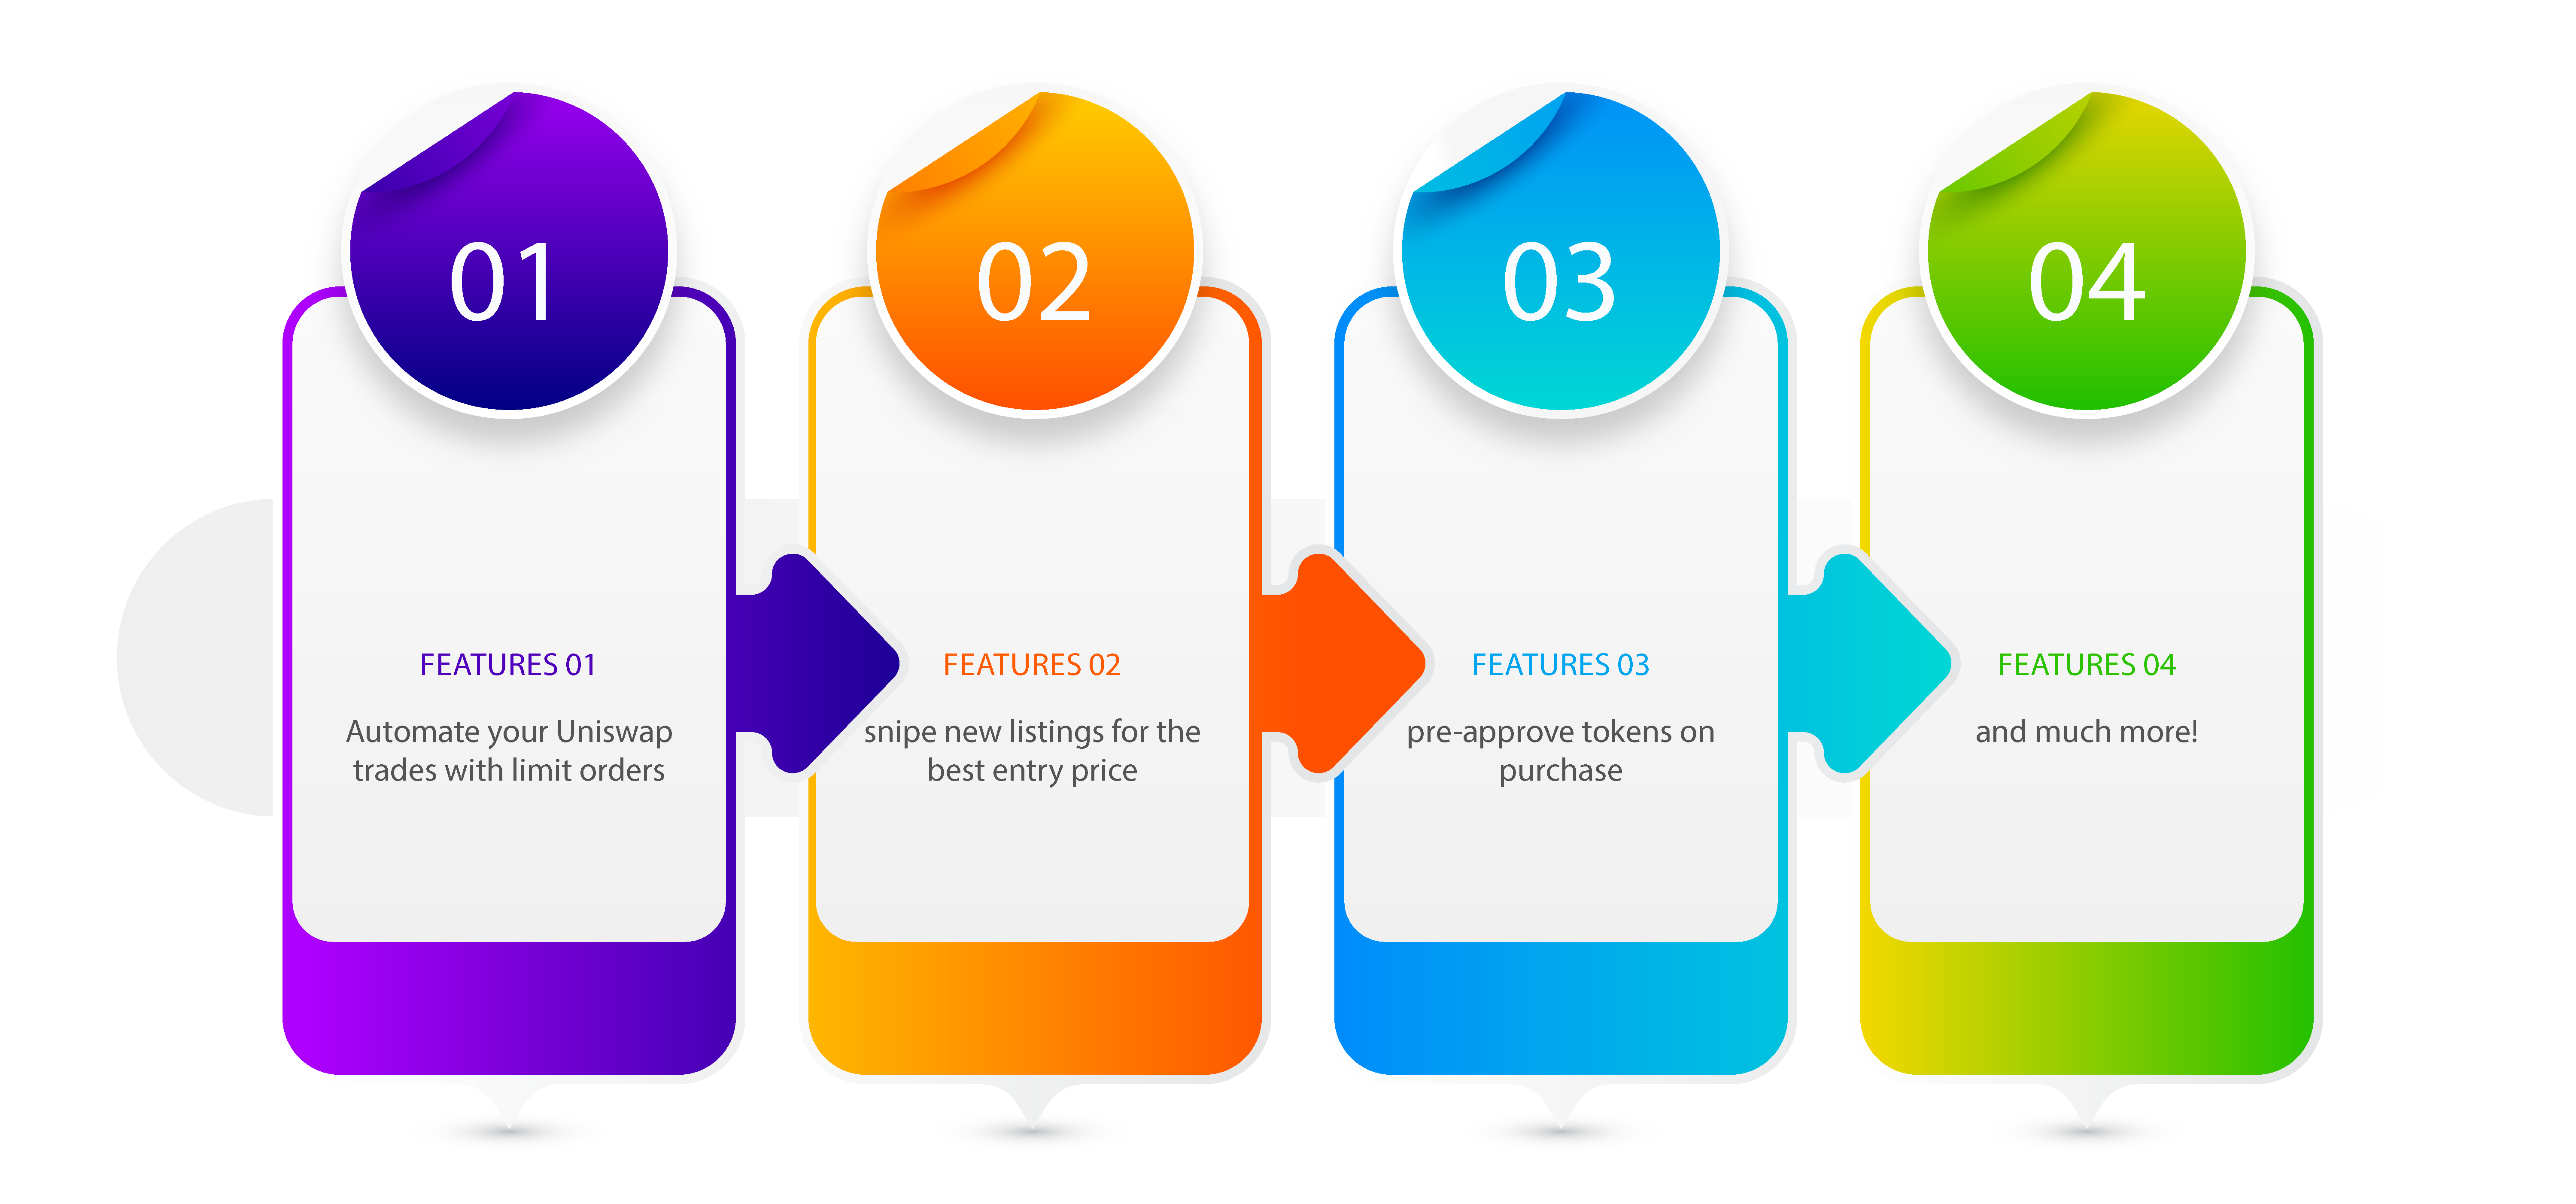 01
FEATURES 01
Automate your Uniswap
trades with limit orders
02
FEATURES 02
snipe new listings for the
best entry price
03
FEATURES 03
pre-approve tokens on
purchase
04
FEATURES 04
and much more!